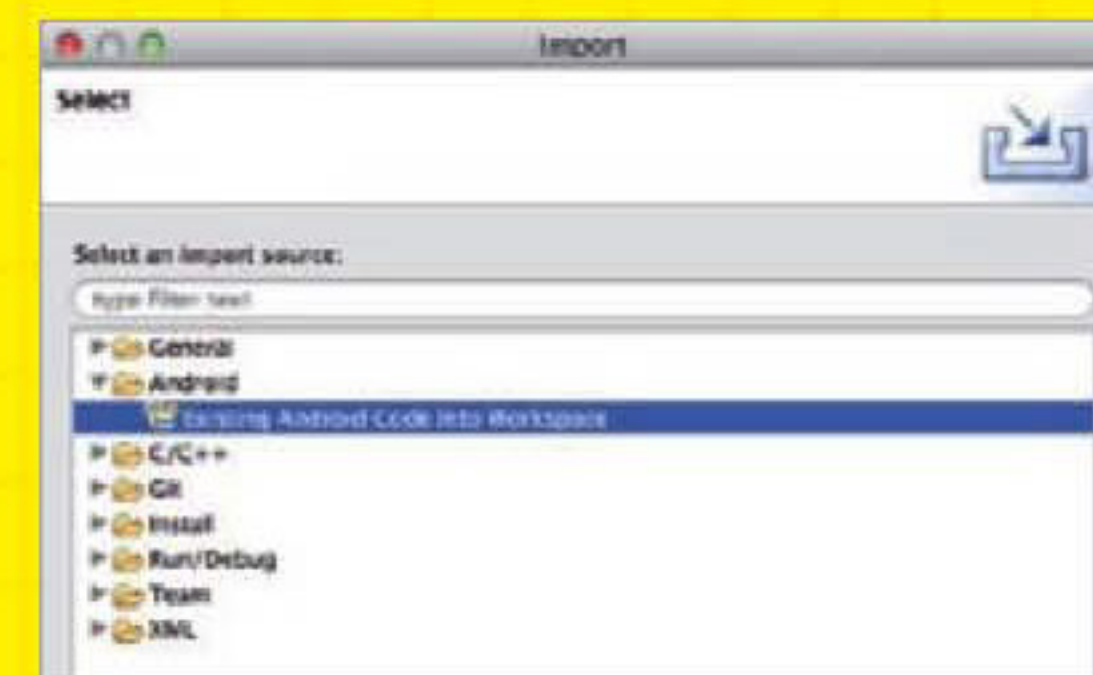 Import
Select
Select an import source:
type filter text
General
Android
Existing Android Code Into Workspace
C/C++
Git
Install
Run/Debug
Team
XML